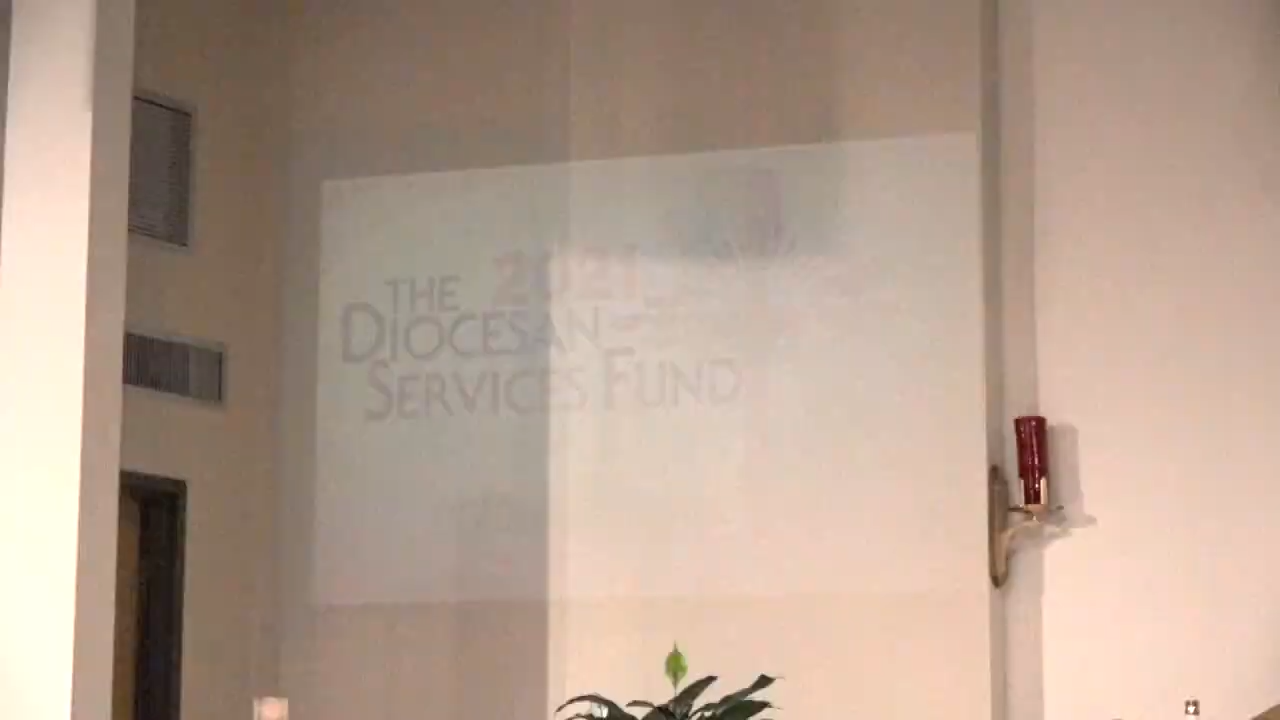 THE 2021
DIOCESAN
SERVICES FUND